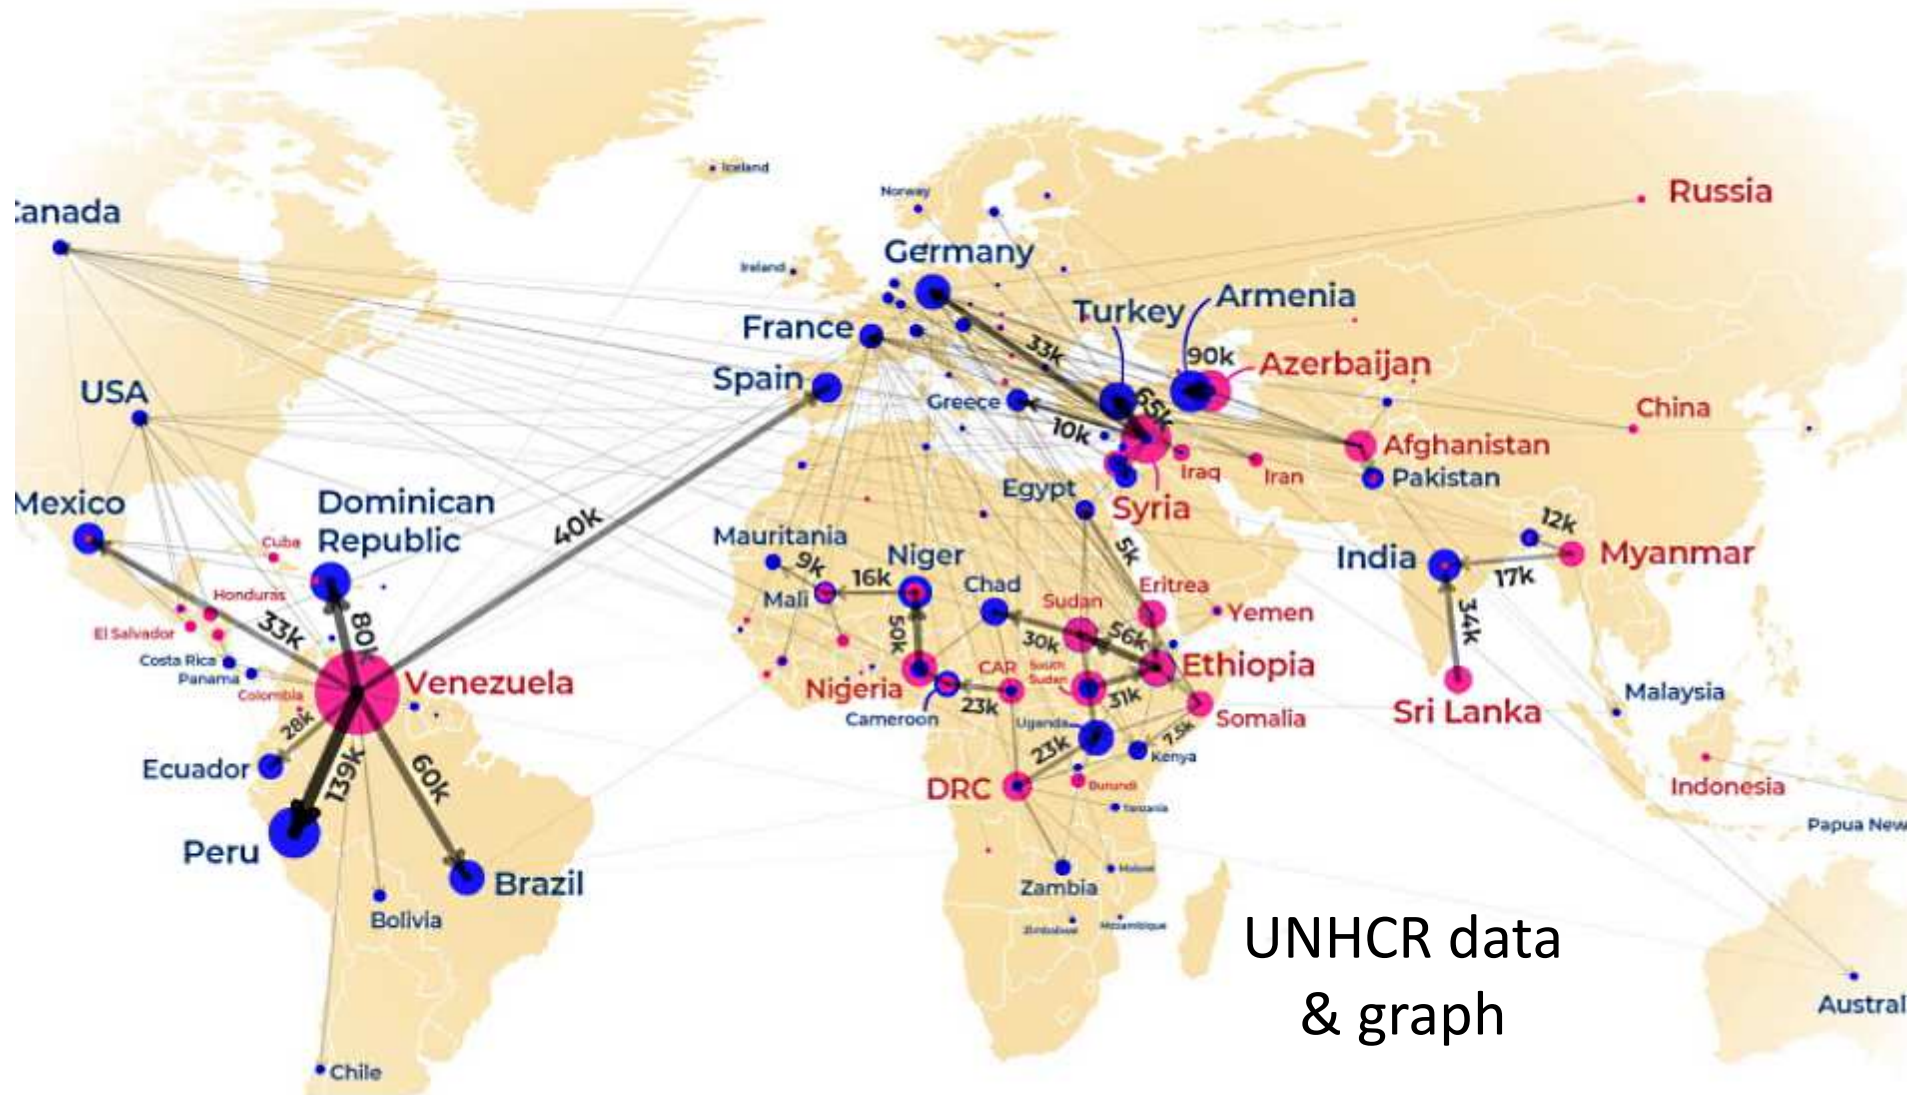 Iceland
Norway
Russia
anada
Germany
Ireland
Armenia
Turkey
France
33k
90k
Azerbaijan
Spain
USA
Greece
65k
China
10k
Afghanistan
Iraq
Iran
Pakistan
Mexico
Dominican
Republic
Egypt
Syria
40k
12k
Cuba
Mauritania
Niger
5k
India
Myanmar
9k
16k
Chad
17k
Honduras
Mali
Sudan
Eritrea
Yemen
El Salvador
33k
80k
50k
30k
56k
34k
Costa Rica
Panama
Venezuela
CAR
South
Sudan
Ethiopia
Colombia
Nigeria
23k
31k
Malaysia
28k
Cameroon
Uganda
7.5k
Somalia
Sri Lanka
Ecuador
139k
60k
23k
Kenya
DRC
Burundi
Indonesia
Tanzania
Papua New
Peru
Brazil
Zambia
Malawi
Bolivia
Zimbabwe
Mozambique
UNHCR data
& graph
Austral
Chile